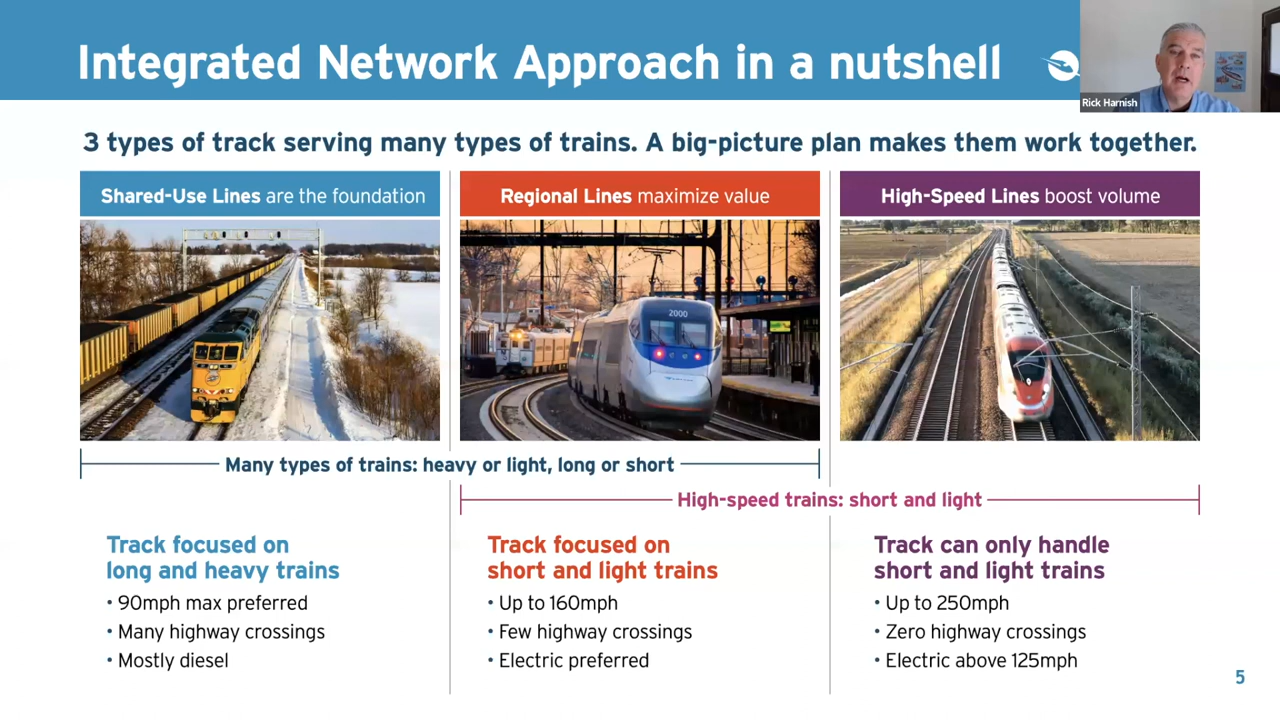 Integrated Network Approach in a nutshell
Rick Harnish
3 types of track serving many types of trains. A big-picture plan makes them work together.
Shared-Use Lines are the foundation
Regional Lines maximize value
High-Speed Lines boost volume
2000
Many types of trains: heavy or light, long or short
High-speed trains: short and light
Track focused on
long and heavy trains
• 90mph max preferred
• Many highway crossings
• Mostly diesel
Track focused on
short and light trains
• Up to 160mph
• Few highway crossings
• Electric preferred
Track can only handle
short and light trains
• Up to 250mph
• Zero highway crossings
• Electric above 125mph
5